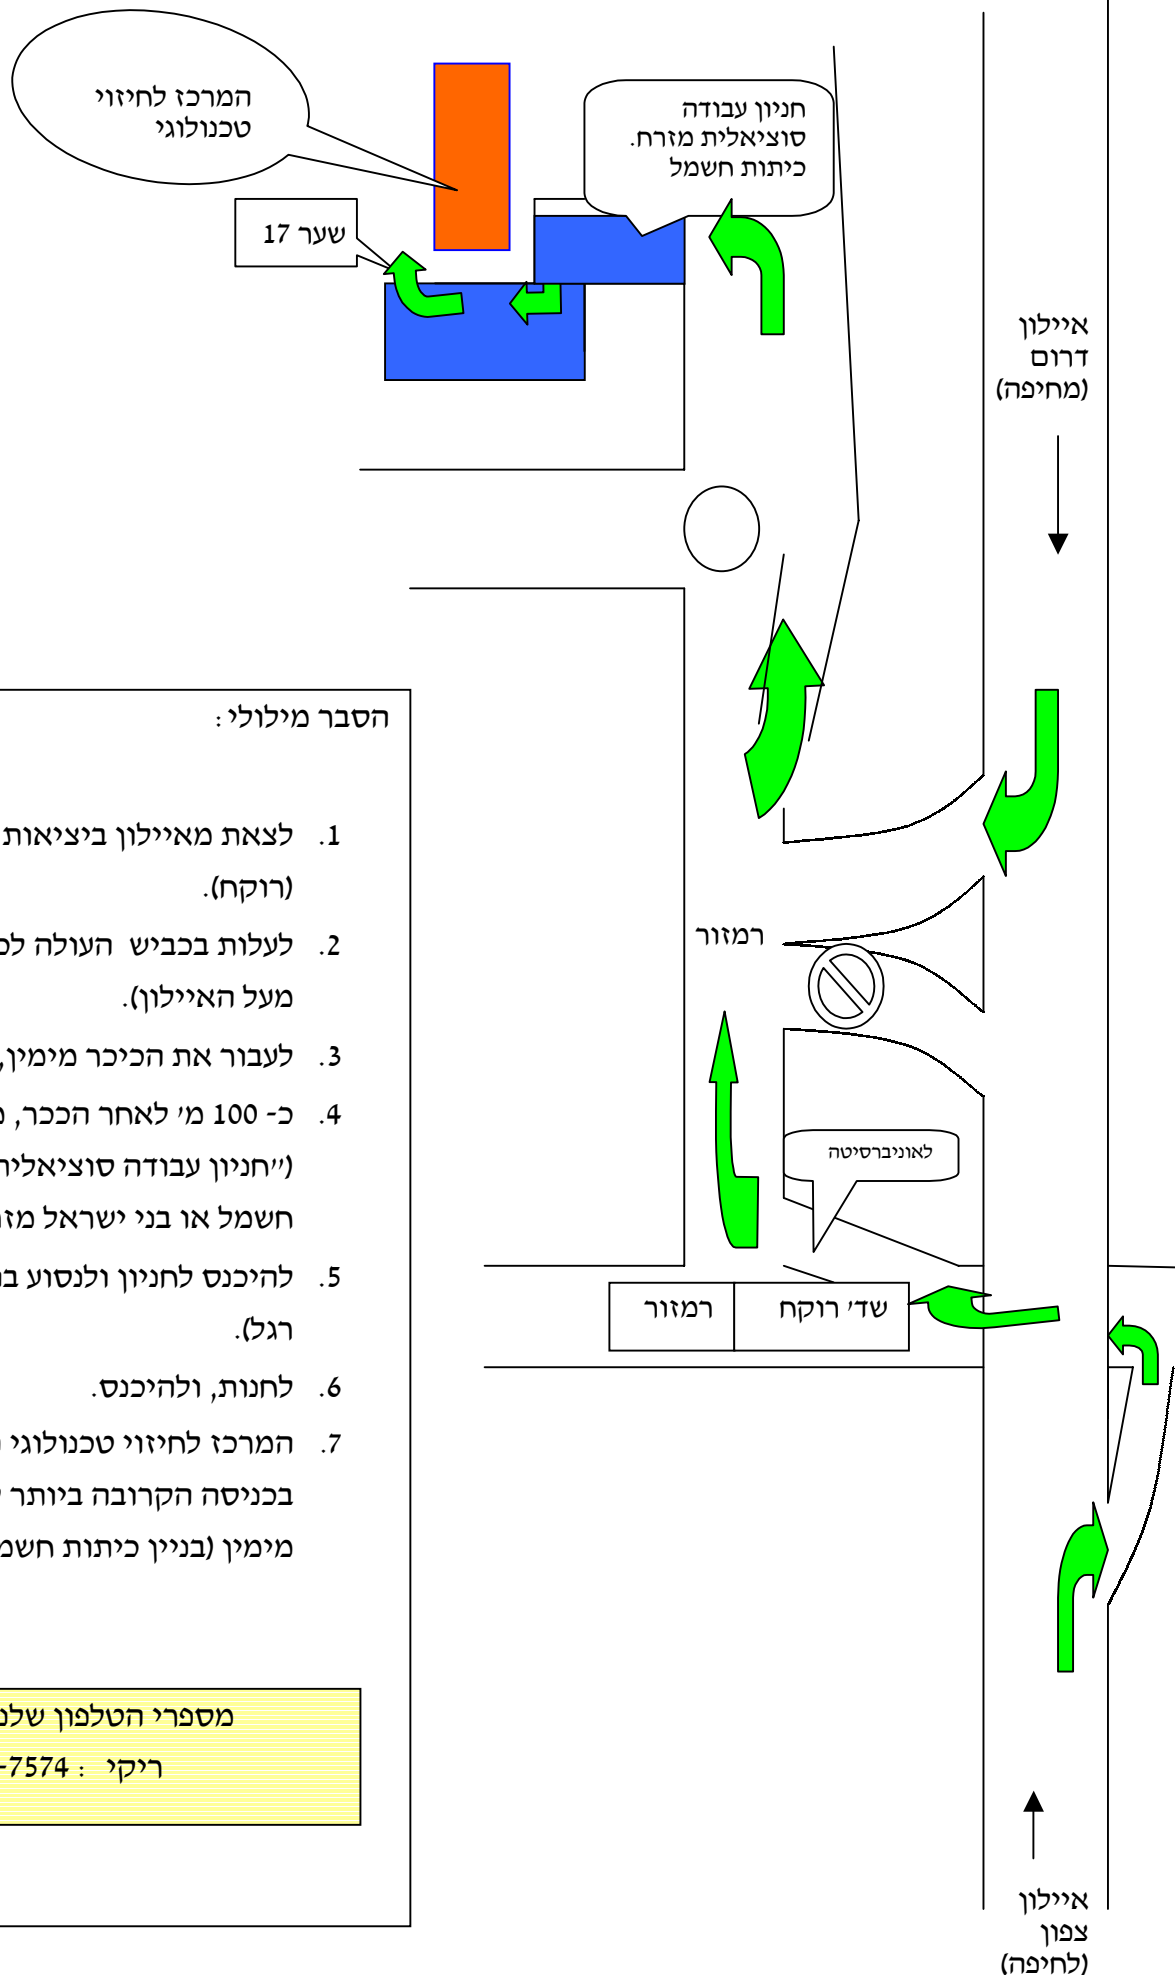 המרכז לחיזוי
טכנולוגי
חניון עבודה
סוציאלית מזרח.
כיתות חשמל
שער 17
איילון
דרום
(מחיפה)
רמזור
לאוניברסיטה
שד' רוקח
רמזור
איילון
צפון
(לחיפה)
הסבר מילולי:
1. לצאת מאיילון ביציאות
(רוקח).
2. לעלות בכביש העולה
מעל האיילון).
3. לעבור את הכיכר מימין,
4. כ- 100 מ' לאחר הככר,
("חניון עבודה סוציאלית
חשמל או בני ישראל
5. להיכנס לחניון ולנסוע
רגל).
6. לחנות, ולהיכנס.
7. המרכז לחיזוי טכנולוגי
בכניסה הקרובה ביותר
מימין (בניין כיתות
מספרי הטלפון
ריקי : 7574-